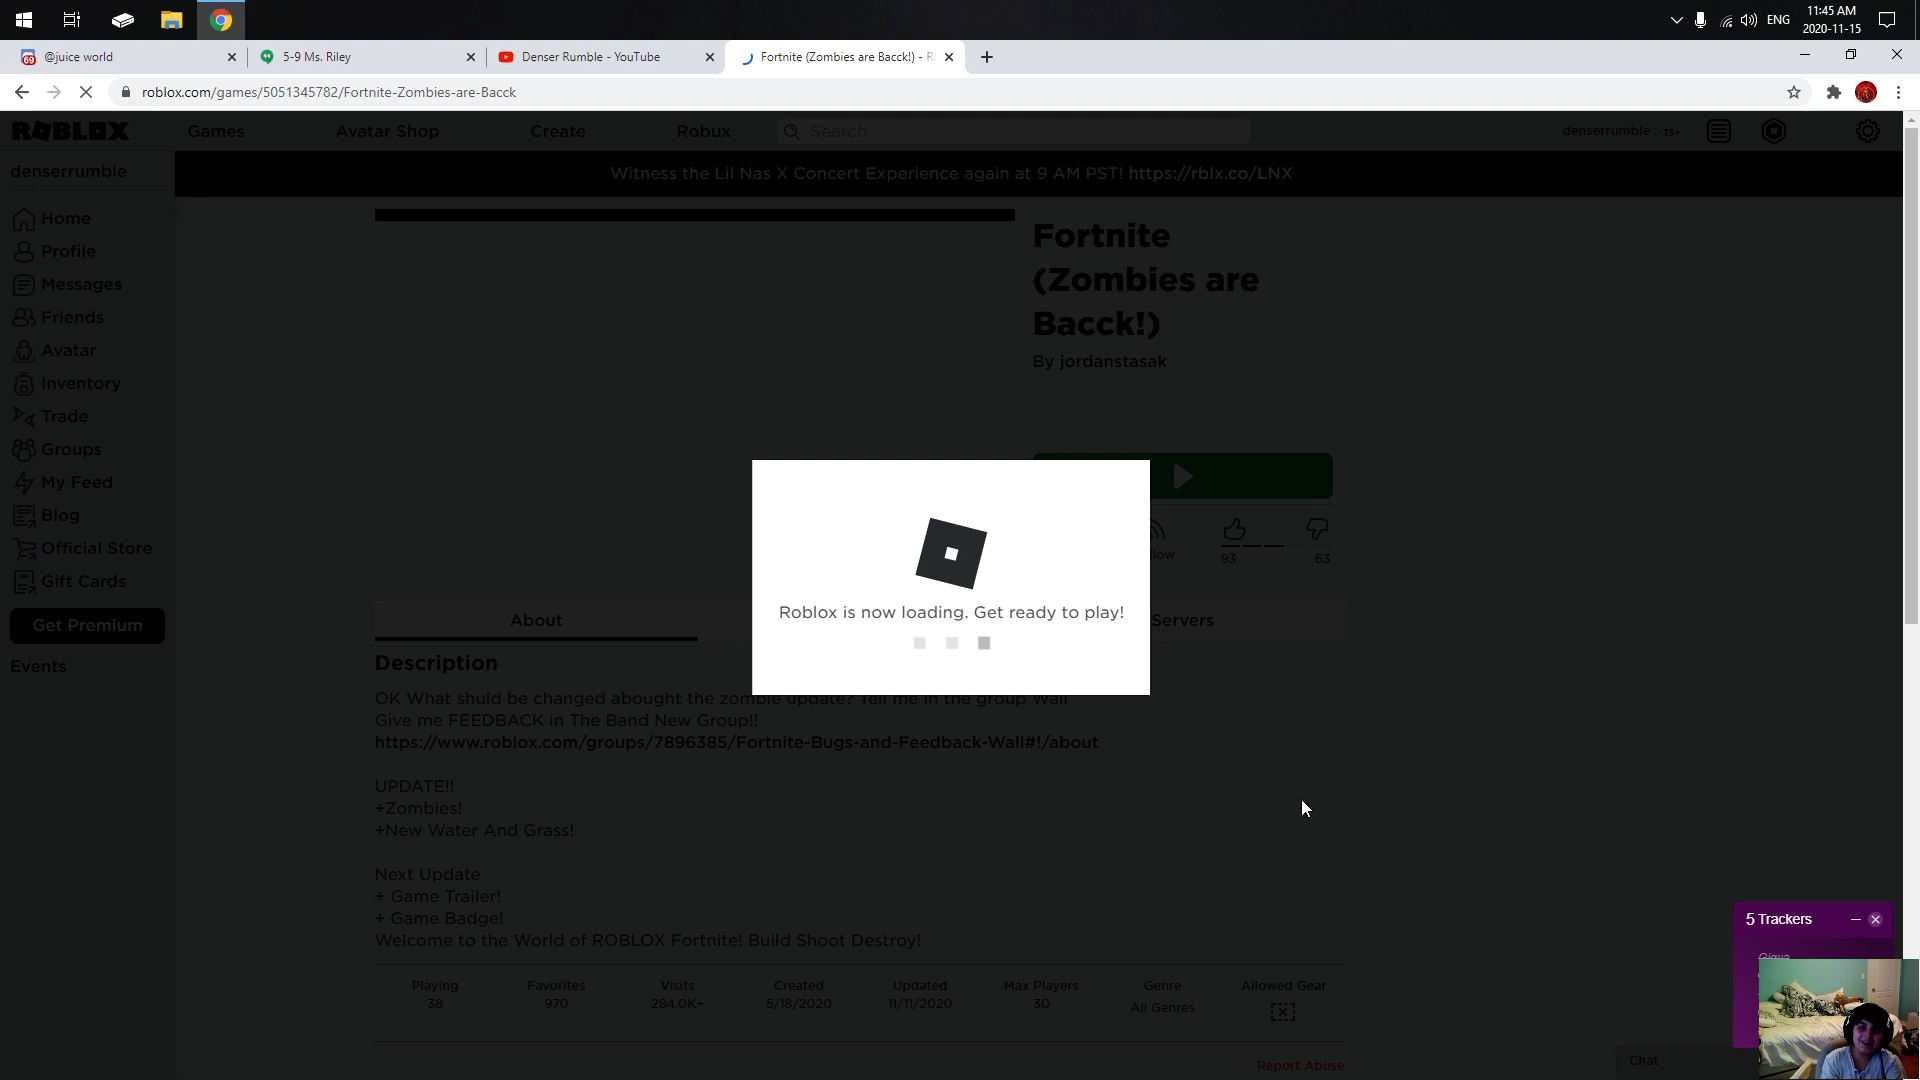 ENG
11:45 AM
2020-11-15
@juice world
5-9 Ms. Riley
Denser Rumble - YouTube
Fortnite (Zombies are Bacck!) - R
roblox.com/games/5051345782/Fortnite-Zombies-are-Bacck
ROBLOX
Games
Avatar Shop
Create
Robux
Search
denserrumble : 13+
denserrumble
Witness the Lil Nas X Concert Experience again at 9 AM PST! https://rblx.co/LNX
Home
Profile
Messages
Friends
Avatar
Inventory
Trade
Groups
My Feed
Blog
Official Store
Gift Cards
Get Premium
Events
Fortnite
(Zombies are
Bacck!)
By jordanstasak
llow
93
63
Roblox is now loading. Get ready to play!
About
Servers
Description
OK What shuld be changed abought the zombie update? Tell me in the group Wall
Give me FEEDBACK in The Band New Group!!
https://www.roblox.com/groups/7896385/Fortnite-Bugs-and-Feedback-Wall#!/about
UPDATE!!
+Zombies!
+New Water And Grass!
Next Update
+ Game Trailer!
+ Game Badge!
Welcome to the World of ROBLOX Fortnite! Build Shoot Destroy!
Playing
38
Favorites
970
Visits
284.0K+
Created
5/18/2020
Updated
11/11/2020
Max Players
30
Genre
All Genres
Allowed Gear
Report Abuse
5 Trackers
Gigya
Chat